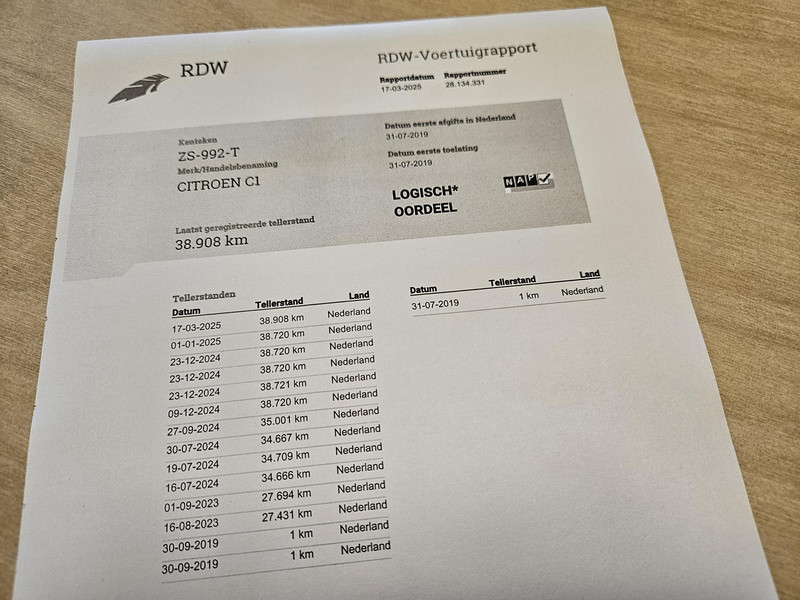 RDW
RDW-Voertuigrapport
Rapportdatum Rapportnummer
17-03-2025 28.134.331
Kenteken
ZS-992-T
Merk/Handelsbenaming
CITROEN C1
Laatst geregistreerde tellerstand
38.908 km
Datum eerste afgifte in Nederland
31-07-2019
Datum eerste toelating
31-07-2019
LOGISCH*
OORDEEL
NAP
Tellerstanden
Datum Tellerstand Land
17-03-2025 38.908 km Nederland
01-01-2025 38.720 km Nederland
23-12-2024 38.720 km Nederland
23-12-2024 38.720 km Nederland
23-12-2024 38.721 km Nederland
09-12-2024 38.720 km Nederland
27-09-2024 35.001 km Nederland
30-07-2024 34.667 km Nederland
19-07-2024 34.709 km Nederland
16-07-2024 34.666 km Nederland
01-09-2023 27.694 km Nederland
16-08-2023 27.431 km Nederland
30-09-2019 1 km Nederland
30-09-2019 1 km Nederland
Datum Tellerstand Land
31-07-2019 1 km Nederland